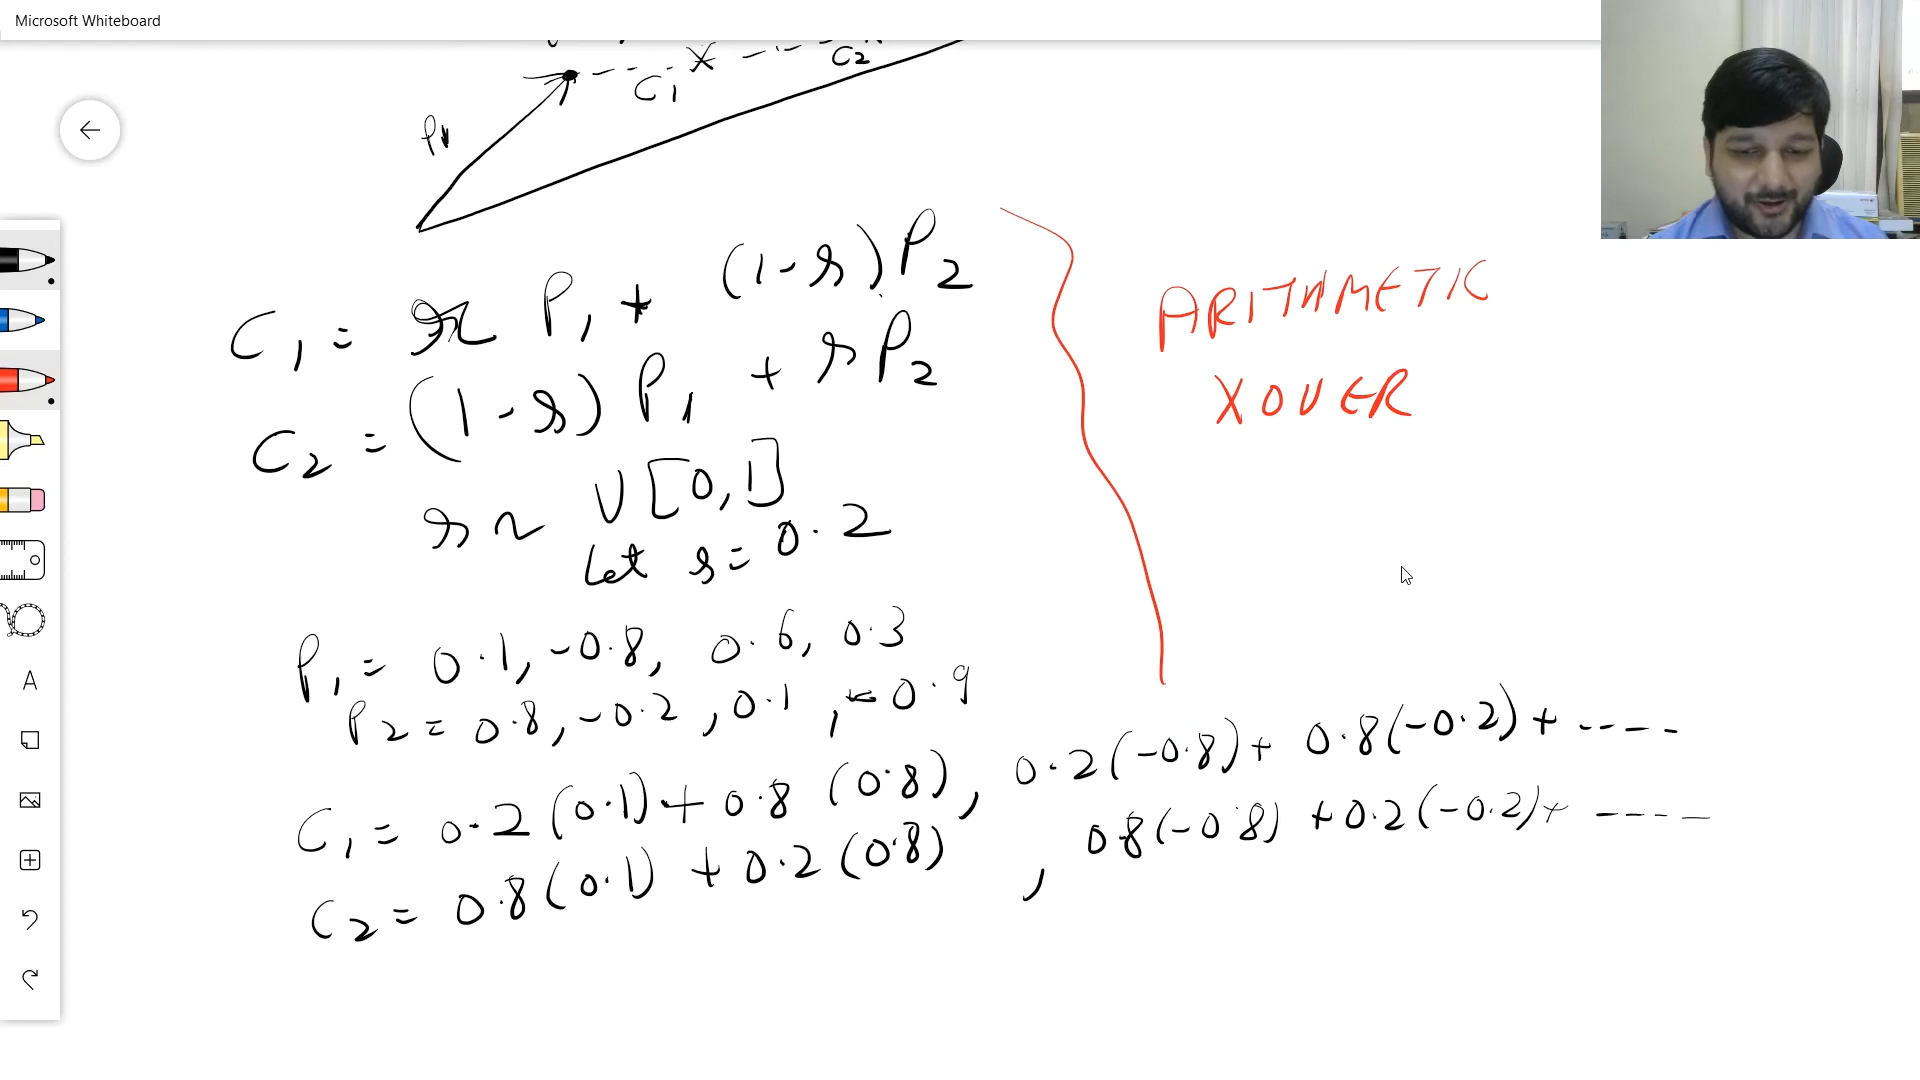 Microsoft Whiteboard
C1 C2
P1
C1 = r P1 + (1-r)P2
C2 = (1-r) P1 + rP2
r ~ U[0,1]
Let r = 0.2
ARITHMETIC
XOVER
P1 = 0.1, -0.8, 0.6, 0.3
P2 = 0.8, -0.2, 0.1, -0.9
C1 = 0.2(0.1)+0.8(0.8), 0.2(-0.8)+ 0.8(-0.2)+ ----
C2 = 0.8(0.1) + 0.2(0.8) , 0.8(-0.8) +0.2(-0.2)+ ----
A